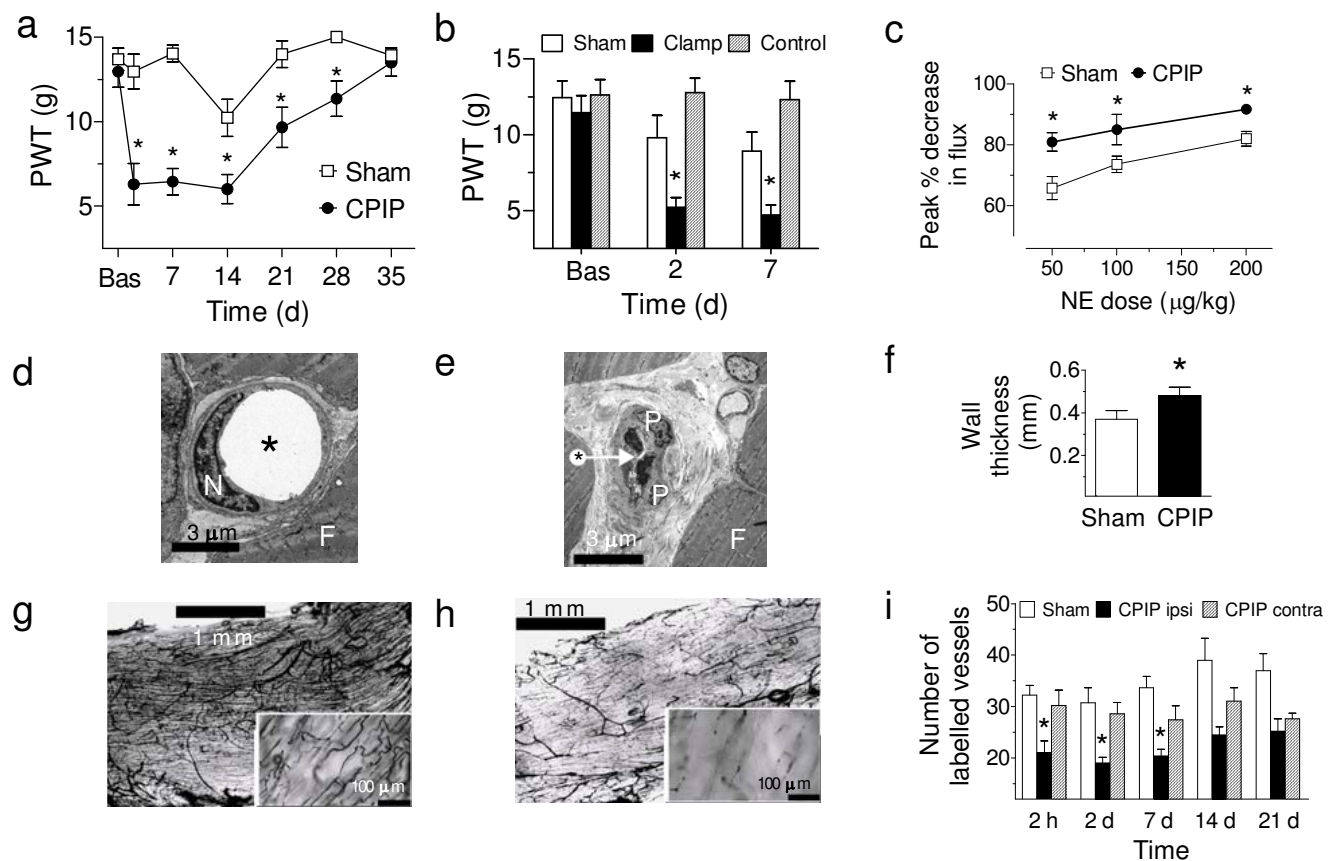 a
15
10
5
PWT (g)
* * * * *
Sham
CPIP
Bas 7 14 21 28 35
Time (d)
b
Sham Clamp Control
15
10
5
PWT (g)
* *
Bas 2 7
Time (d)
c
Sham CPIP
100
80
60
Peak % decrease
in flux
* * *
50 100 150 200
NE dose (μg/kg)
d
*
N
3 μm
F
e
P
*
P
3 μm
F
f
0.6
0.4
0.2
Wall
thickness
(mm)
*
Sham CPIP
g
1 mm
100 μm
h
1 mm
100 μm
i
Sham CPIP ipsi CPIP contra
50
40
30
20
Number of
labelled vessels
* * *
2 h 2 d 7 d 14 d 21 d
Time